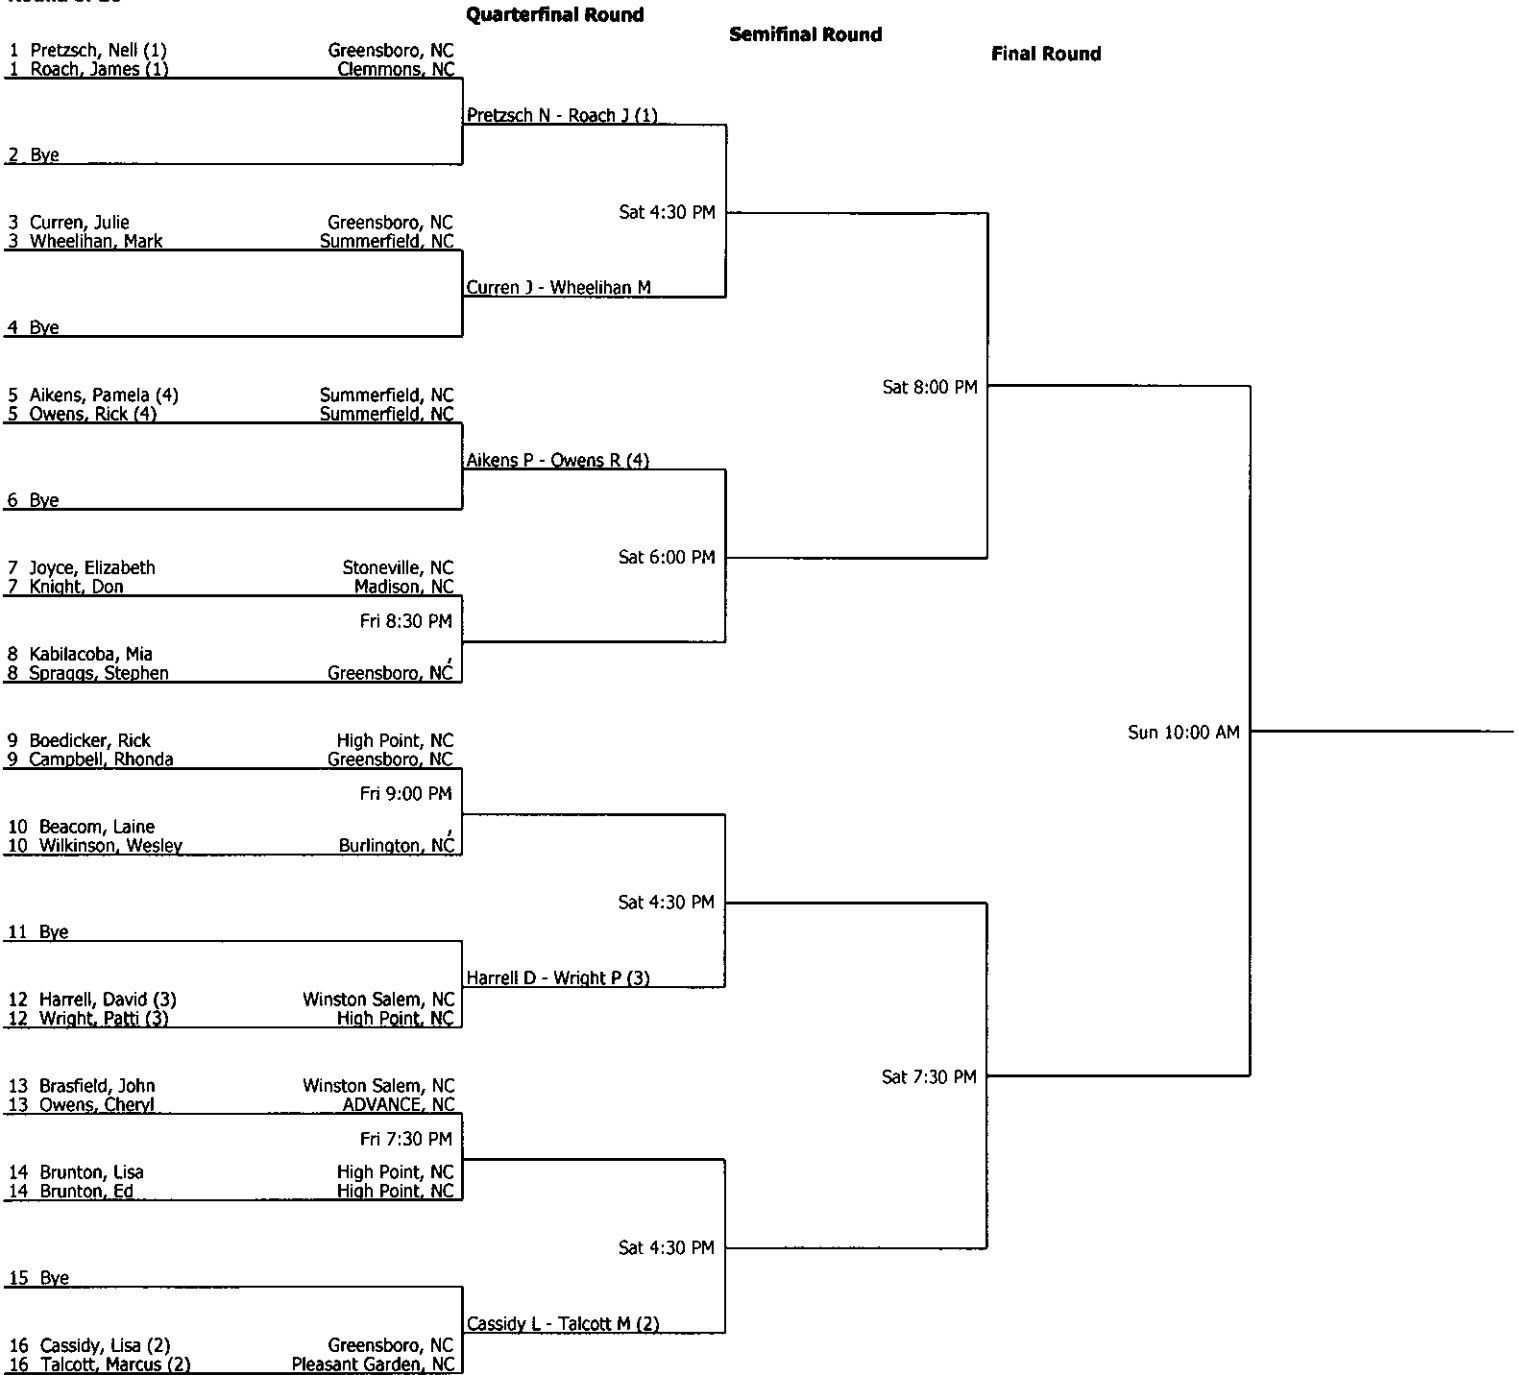 Quarterfinal Round
Semifinal Round
Final Round
1 Pretzsch, Nell (1) Greensboro, NC
1 Roach, James (1) Clemmons, NC
Pretzsch N - Roach J (1)
2 Bye
Sat 4:30 PM
3 Curren, Julie Greensboro, NC
3 Wheelihan, Mark Summerfield, NC
Curren J - Wheelihan M
4 Bye
Sat 8:00 PM
5 Aikens, Pamela (4) Summerfield, NC
5 Owens, Rick (4) Summerfield, NC
Aikens P - Owens R (4)
6 Bye
Sat 6:00 PM
7 Joyce, Elizabeth Stoneville, NC
7 Knight, Don Madison, NC
Fri 8:30 PM
8 Kabilacoba, Mia ,
8 Spraggs, Stephen Greensboro, NC
Sun 10:00 AM
9 Boedicker, Rick High Point, NC
9 Campbell, Rhonda Greensboro, NC
Fri 9:00 PM
10 Beacom, Laine ,
10 Wilkinson, Wesley Burlington, NC
Sat 4:30 PM
11 Bye
Harrell D - Wright P (3)
12 Harrell, David (3) Winston Salem, NC
12 Wright, Patti (3) High Point, NC
Sat 7:30 PM
13 Brasfield, John Winston Salem, NC
13 Owens, Cheryl ADVANCE, NC
Fri 7:30 PM
14 Brunton, Lisa High Point, NC
14 Brunton, Ed High Point, NC
Sat 4:30 PM
15 Bye
Cassidy L - Talcott M (2)
16 Cassidy, Lisa (2) Greensboro, NC
16 Talcott, Marcus (2) Pleasant Garden, NC